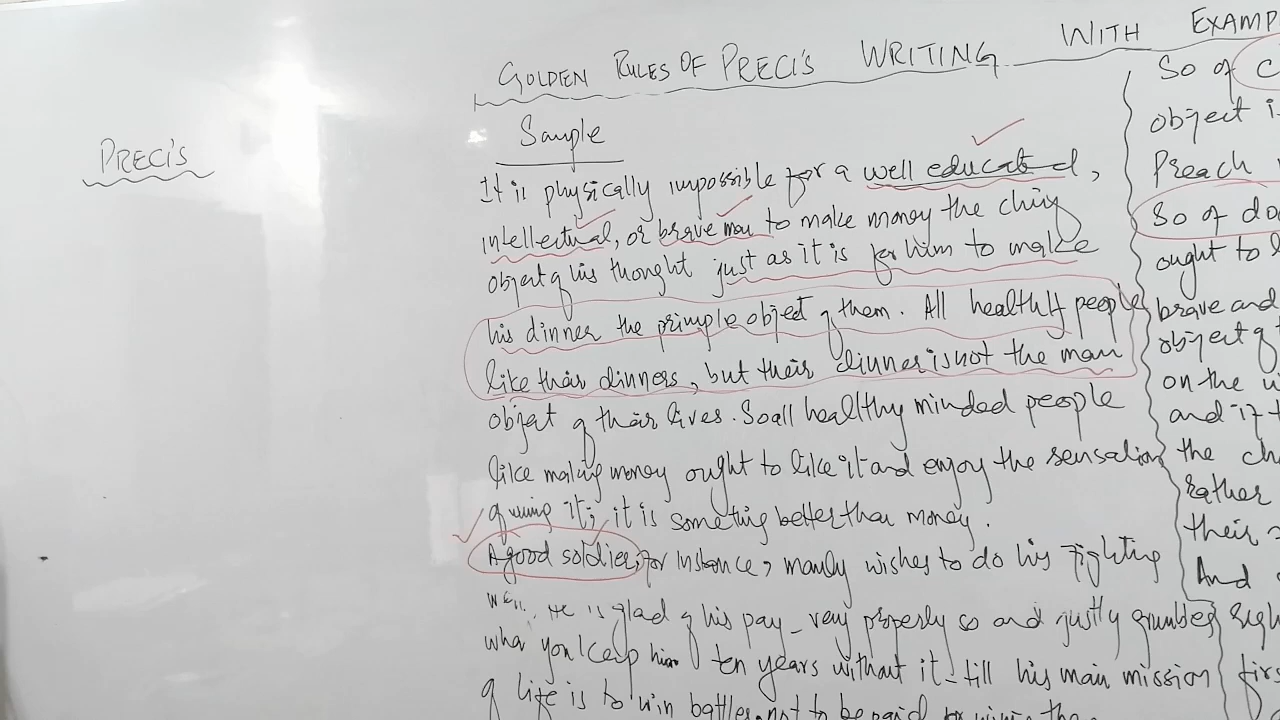 GOLDEN RULES OF PRECI'S WRITING WITH EXAMP
PRECI'S
Sample
It is physically impossible for a well educated,
intellectual, or brave man to make money the chief
object of his thought just as it is for him to make
his dinner the principle object of them. All healthy people
like their dinners, but their dinner is not the main
object of their lives. So all healthy minded people
like making money ought to like it and enjoy the sensation
of wing it; it is something better than money.
A good soldier, for instance, manly wishes to do his Fighting
well. He is glad of his pay - very properly so and justly grumbles
when you keep him ten years without it - till his main mission
of life is to win battles, not to be paid for
So of c
object i
Preach
So of do
ought to
brave and
object of
on the
and if t
the ch
rather
their
And
firs